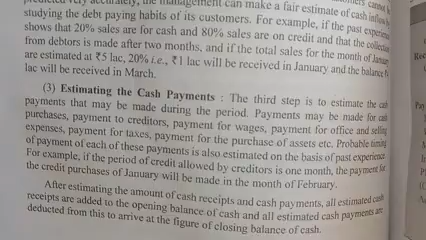 predicted very accurately, the management can make a fair estimate of cash inflows by
studying the debt paying habits of its customers. For example, if the past experience
shows that 20% sales are for cash and 80% sales are on credit and that the collection
from debtors is made after two months, and if the total sales for the month of January
are estimated at ₹5 lac, 20% i.e., ₹1 lac will be received in January and the balance ₹4
lac will be received in March.
(3) Estimating the Cash Payments : The third step is to estimate the cash
payments that may be made during the period. Payments may be made for cash
purchases, payment to creditors, payment for wages, payment for office and selling
expenses, payment for taxes, payment for the purchase of assets etc. Probable timing
of payment of each of these payments is also estimated on the basis of past experience.
For example, if the period of credit allowed by creditors is one month, the payment for
the credit purchases of January will be made in the month of February.
After estimating the amount of cash receipts and cash payments, all estimated cash
receipts are added to the opening balance of cash and all estimated cash payments are
deducted from this to arrive at the figure of closing balance of cash.